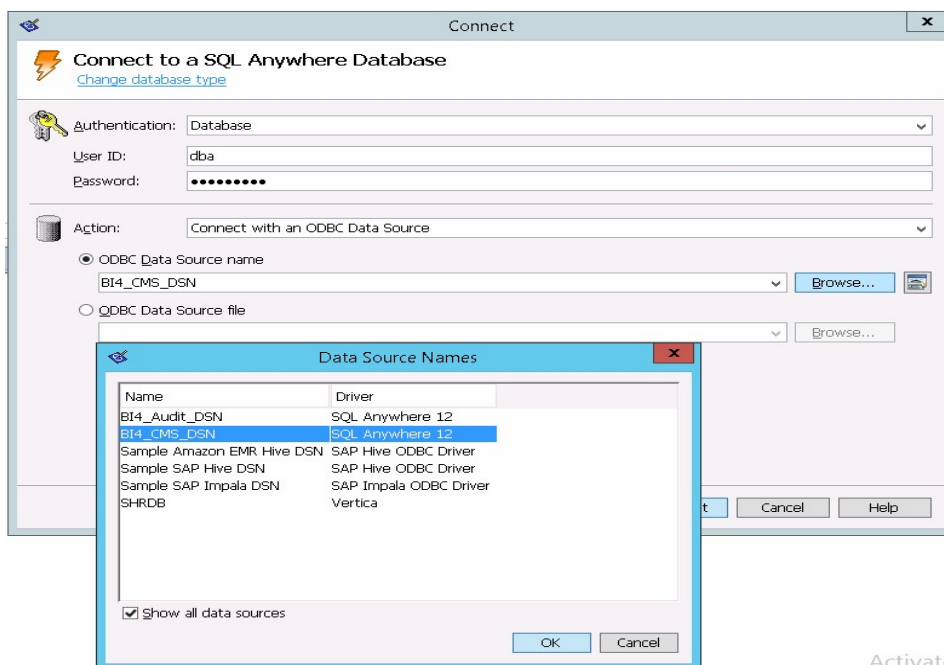 Connect
x
Connect to a SQL Anywhere Database
Change database type
Authentication: Database
User ID: dba
Password: •••••••••
Action: Connect with an ODBC Data Source
ODBC Data Source name
BI4_CMS_DSN Browse...
ODBC Data Source file
Browse...
Data Source Names
x
Name Driver
BI4_Audit_DSN SQL Anywhere 12
BI4_CMS_DSN SQL Anywhere 12
Sample Amazon EMR Hive DSN SAP Hive ODBC Driver
Sample SAP Hive DSN SAP Hive ODBC Driver
Sample SAP Impala DSN SAP Impala ODBC Driver
SHRDB Vertica
t Cancel Help
Show all data sources
OK Cancel
Activat